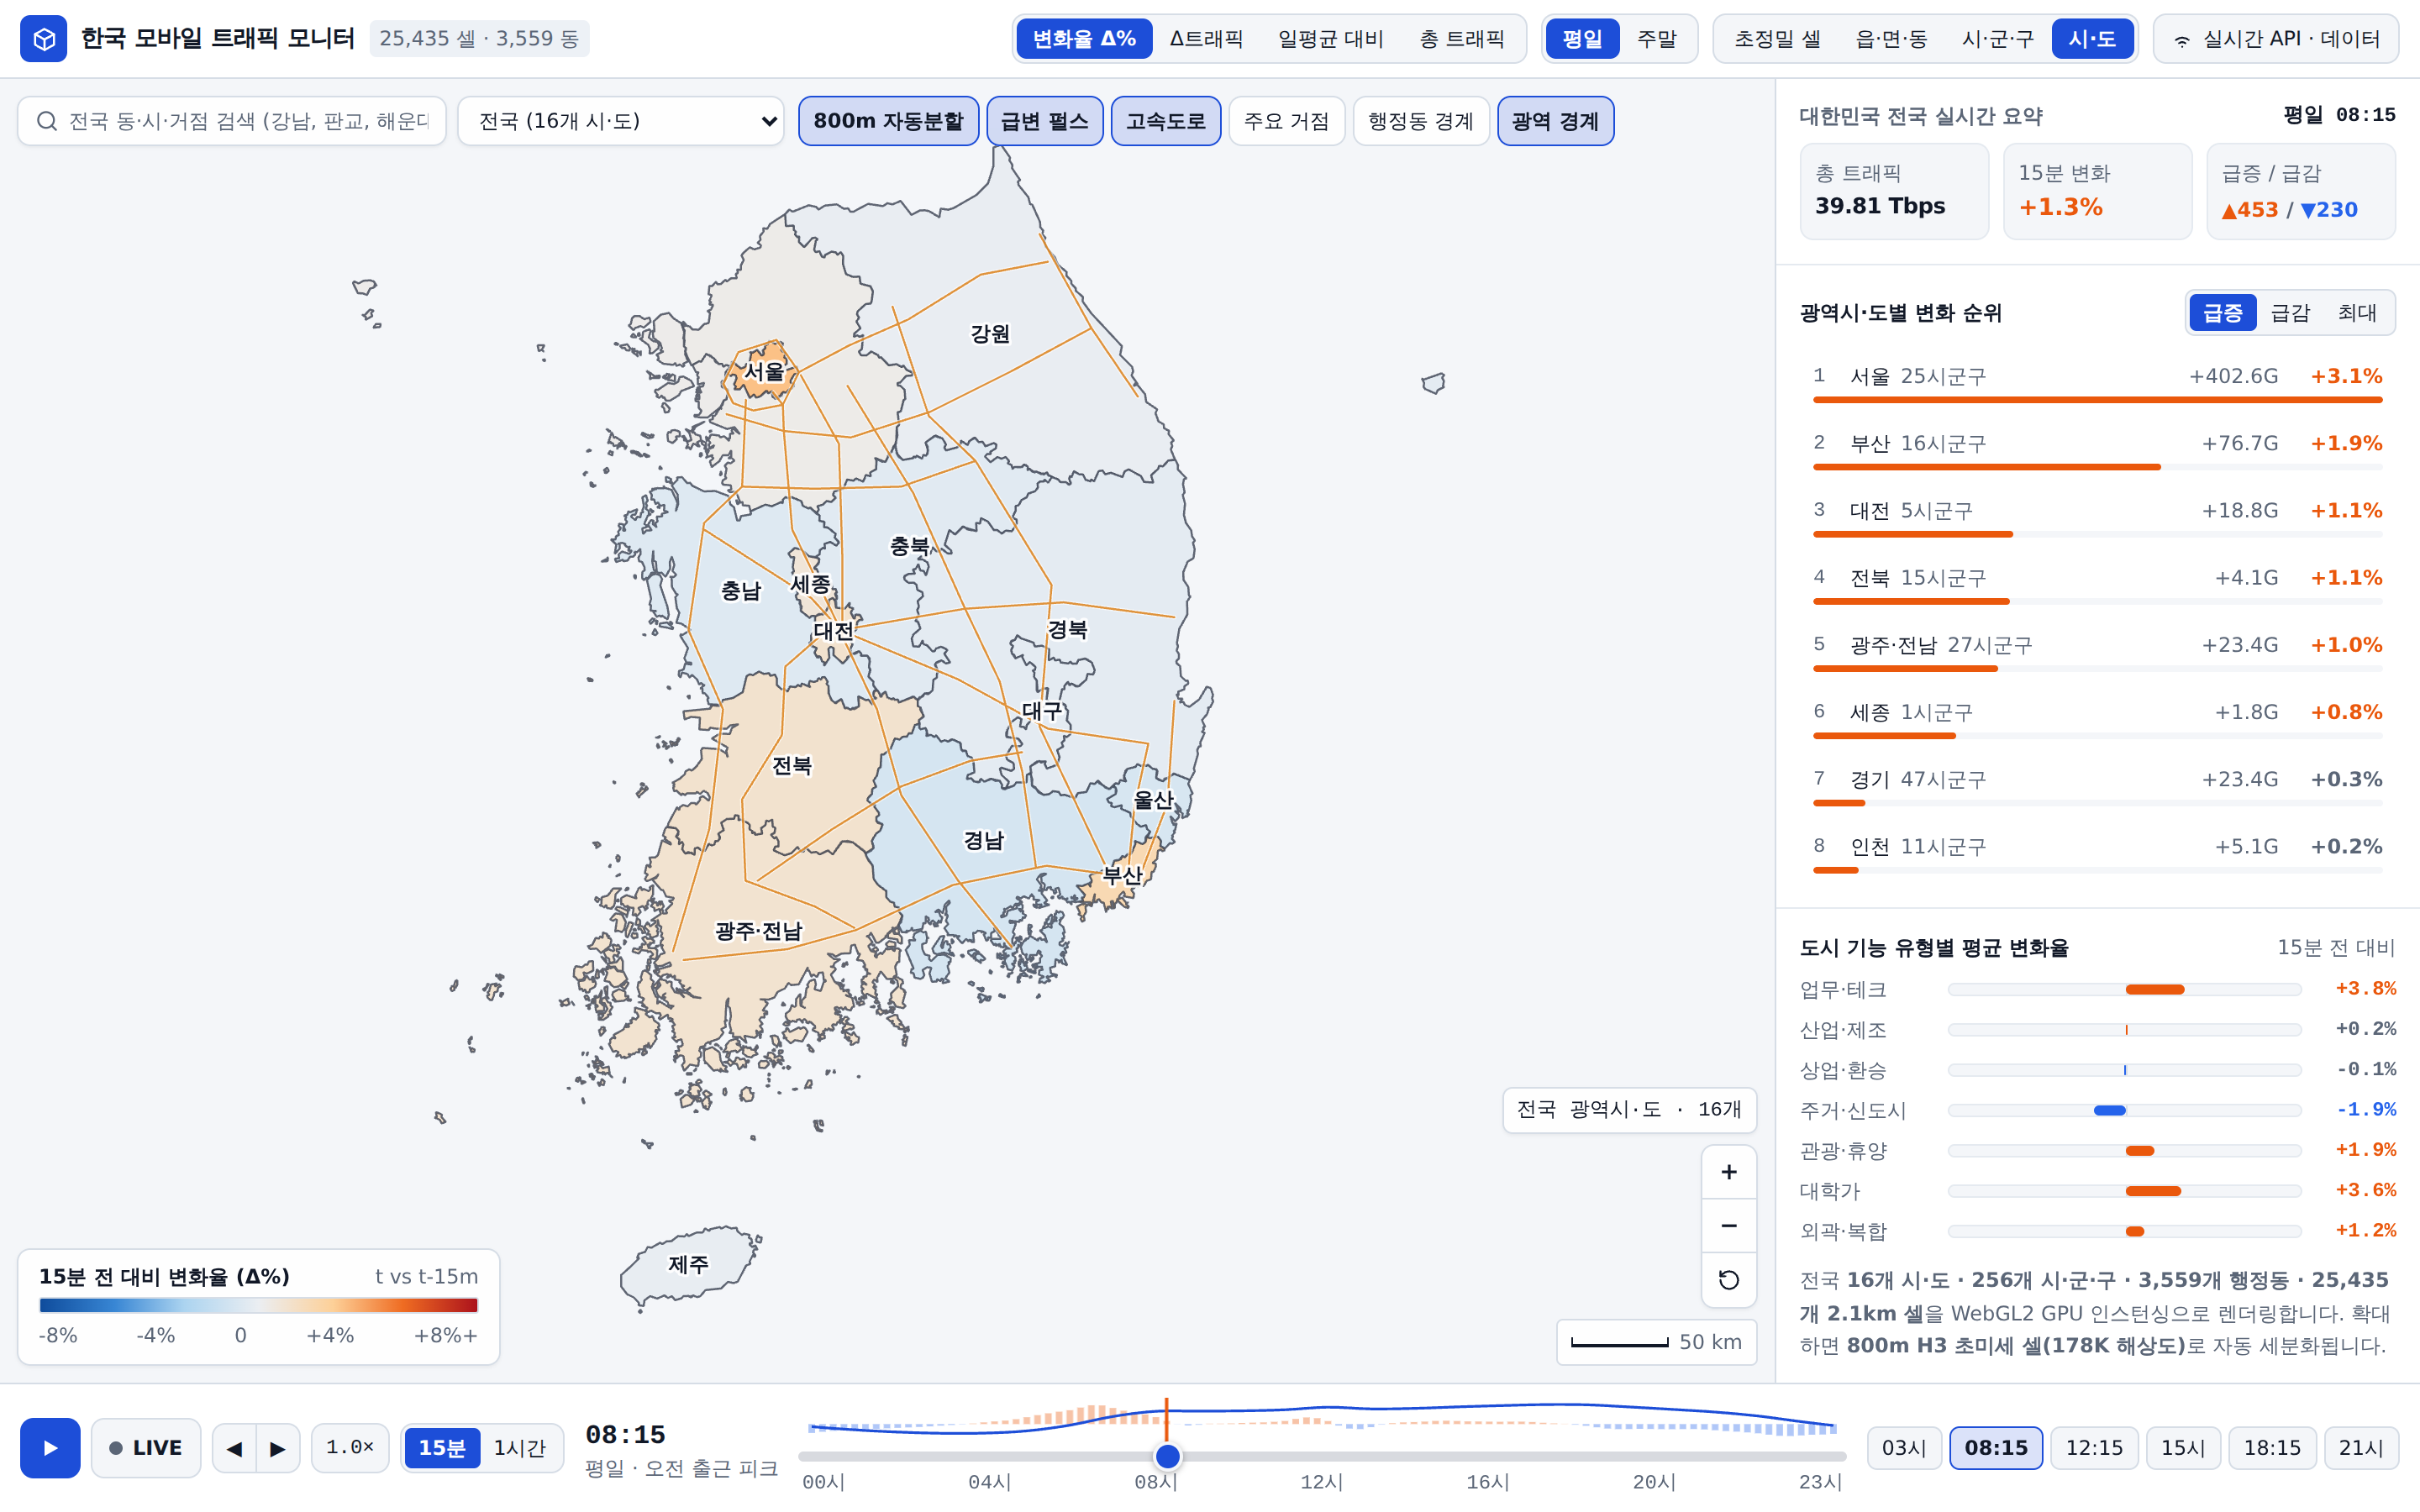 한국 모바일 트래픽 모니터 25,435 셀 · 3,559 동
변화율 Δ% Δ트래픽 일평균 대비 총 트래픽
평일 주말
초정밀 셀 읍·면·동 시·군·구 시·도
실시간 API · 데이터
전국 동·시·거점 검색 (강남, 판교, 해운대
전국 (16개 시·도)
800m 자동분할 급변 펄스 고속도로 주요 거점 행정동 경계 광역 경계
강원
서울
충북
세종
충남
대전
경북
대구
전북
울산
경남
부산
광주·전남
제주
전국 광역시·도 · 16개
+
−
50 km
15분 전 대비 변화율 (Δ%) t vs t-15m
-8% -4% 0 +4% +8%+
대한민국 전국 실시간 요약 평일 08:15
총 트래픽
39.81 Tbps
15분 변화
+1.3%
급증 / 급감
▲453 / ▼230
광역시·도별 변화 순위 급증 급감 최대
1 서울 25시군구 +402.6G +3.1%
2 부산 16시군구 +76.7G +1.9%
3 대전 5시군구 +18.8G +1.1%
4 전북 15시군구 +4.1G +1.1%
5 광주·전남 27시군구 +23.4G +1.0%
6 세종 1시군구 +1.8G +0.8%
7 경기 47시군구 +23.4G +0.3%
8 인천 11시군구 +5.1G +0.2%
도시 기능 유형별 평균 변화율 15분 전 대비
업무·테크 +3.8%
산업·제조 +0.2%
상업·환승 -0.1%
주거·신도시 -1.9%
관광·휴양 +1.9%
대학가 +3.6%
외곽·복합 +1.2%
전국 16개 시·도 · 256개 시·군·구 · 3,559개 행정동 · 25,435
개 2.1km 셀을 WebGL2 GPU 인스턴싱으로 렌더링합니다. 확대
하면 800m H3 초미세 셀(178K 해상도)로 자동 세분화됩니다.
LIVE ◀ ▶ 1.0× 15분 1시간
08:15
평일 · 오전 출근 피크
00시 04시 08시 12시 16시 20시 23시
03시 08:15 12:15 15시 18:15 21시